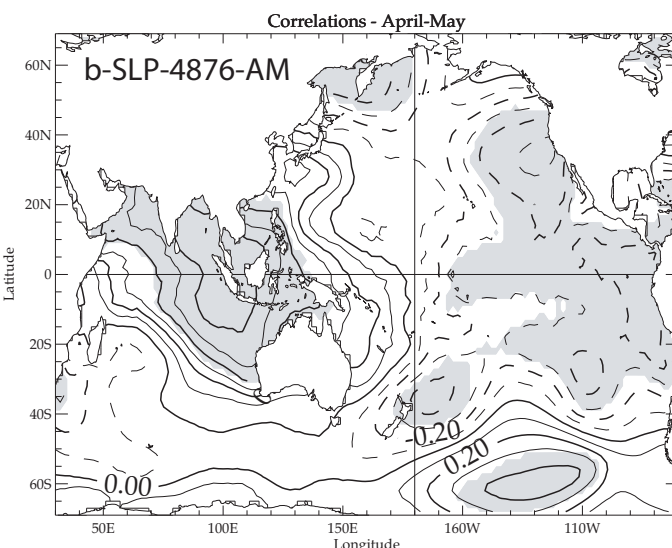 Correlations - April-May
b-SLP-4876-AM
60N
40N
20N
0
20S
40S
60S
Latitude
-0.20
0.20
0.00
50E 100E 150E 160W 110W
Longitude